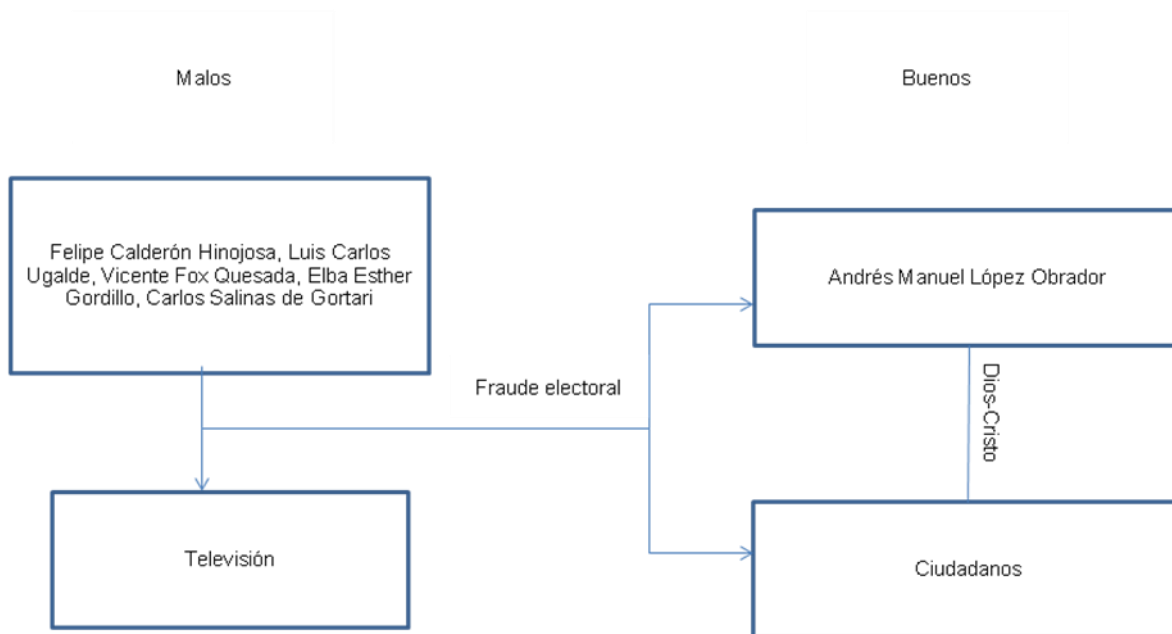 Malos
Buenos
Felipe Calderón Hinojosa, Luis Carlos
Ugalde, Vicente Fox Quesada, Elba Esther
Gordillo, Carlos Salinas de Gortari
Andrés Manuel López Obrador
Fraude electoral
Dios-Cristo
Televisión
Ciudadanos